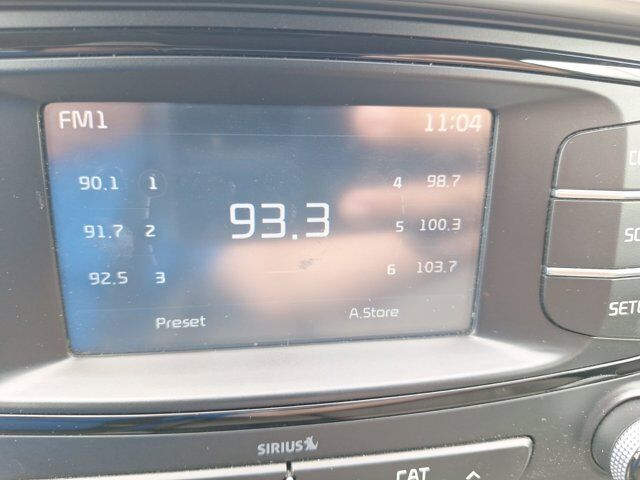 FM1 11:04
90.1 1 4 98.7
93.3
91.7 2 5 100.3
92.5 3 6 103.7
Preset A.Store
SIRIUS
CAT